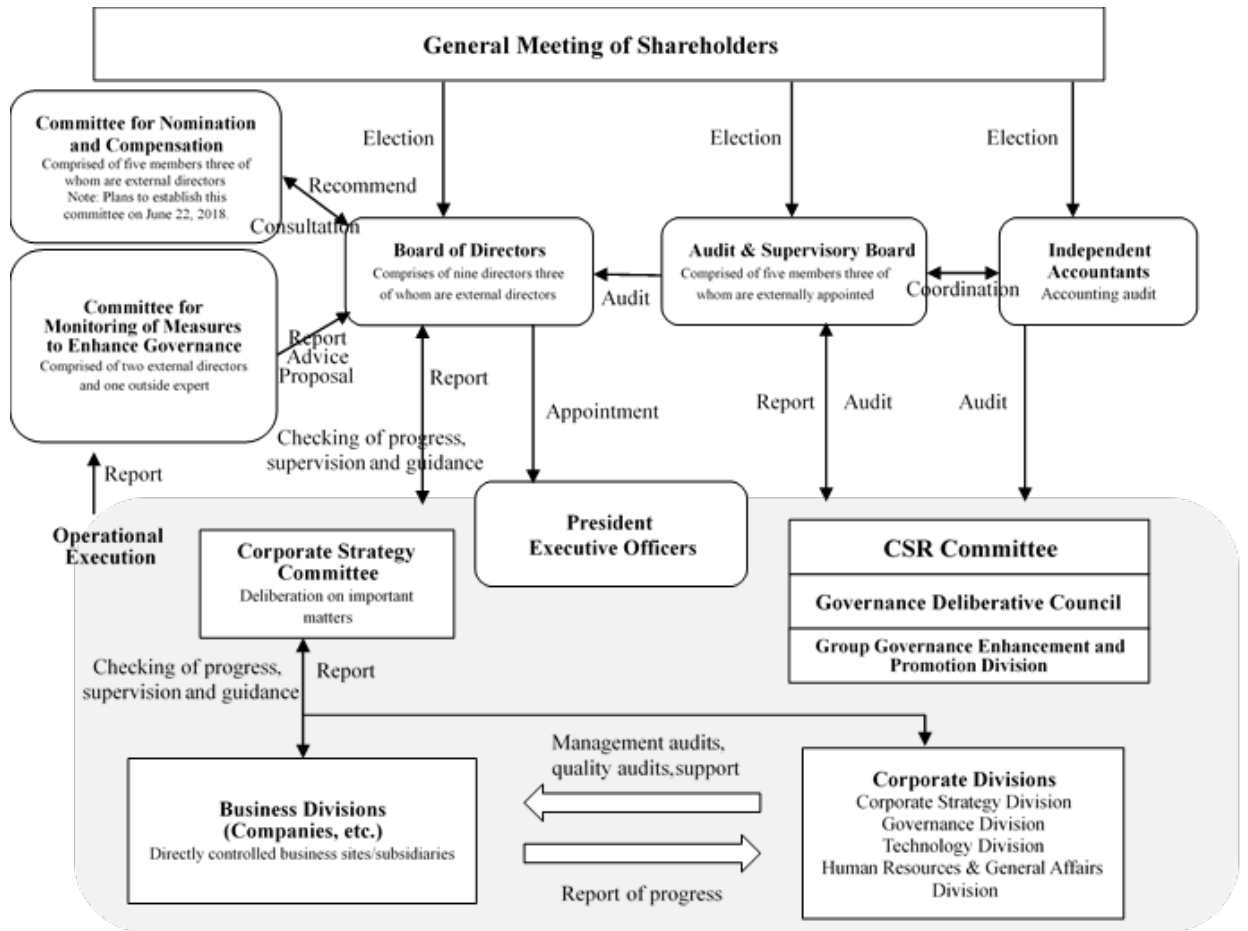 General Meeting of Shareholders
Committee for Nomination
and Compensation
Comprised of five members three of
whom are external directors
Note: Plans to establish this
committee on June 22, 2018.
Election
Election
Election
Recommend
Consultation
Board of Directors
Comprises of nine directors three
of whom are external directors
Audit & Supervisory Board
Comprised of five members three of
whom are externally appointed
Independent
Accountants
Accounting audit
Audit
Coordination
Committee for
Monitoring of Measures
to Enhance Governance
Comprised of two external directors
and one outside expert
Report
Advice
Proposal
Report
Appointment
Report
Audit
Audit
Checking of progress,
supervision and guidance
Report
Operational
Execution
President
Executive Officers
Corporate Strategy
Committee
Deliberation on important
matters
CSR Committee
Governance Deliberative Council
Group Governance Enhancement and
Promotion Division
Checking of progress,
supervision and guidance
Report
Management audits,
quality audits,support
Business Divisions
(Companies, etc.)
Directly controlled business sites/subsidiaries
Report of progress
Corporate Divisions
Corporate Strategy Division
Governance Division
Technology Division
Human Resources & General Affairs
Division